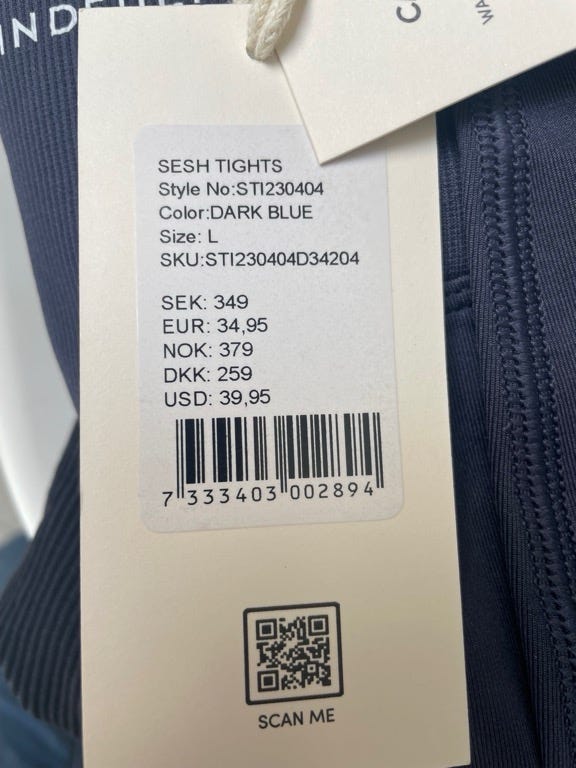 SESH TIGHTS
Style No:STI230404
Color:DARK BLUE
Size: L
SKU:STI230404D34204
SEK: 349
EUR: 34,95
NOK: 379
DKK: 259
USD: 39,95
7 333403 002894
SCAN ME